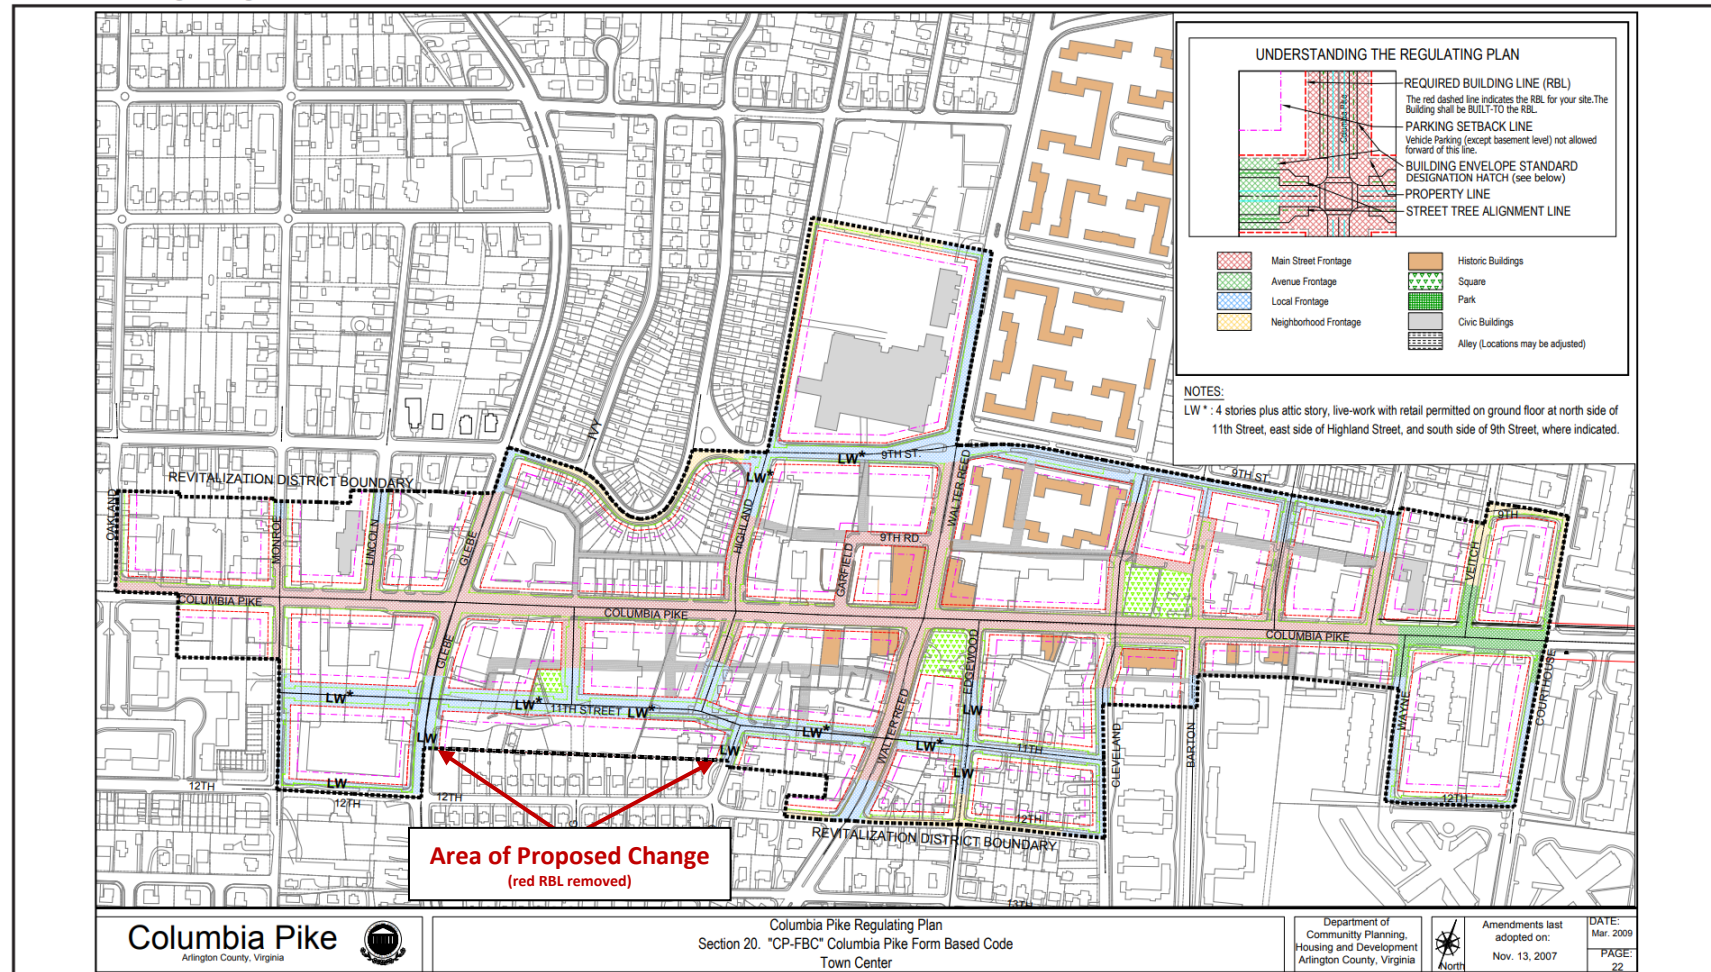 UNDERSTANDING THE REGULATING PLAN
REQUIRED BUILDING LINE (RBL)
The red dashed line indicates the RBL for your site.The
Building shall be BUILT-TO the RBL.
PARKING SETBACK LINE
Vehicle Parking (except basement level) not allowed
forward of this line.
BUILDING ENVELOPE STANDARD
DESIGNATION HATCH (see below)
PROPERTY LINE
STREET TREE ALIGNMENT LINE
Main Street Frontage
Avenue Frontage
Local Frontage
Neighborhood Frontage
Historic Buildings
Square
Park
Civic Buildings
Alley (Locations may be adjusted)
NOTES:
LW * : 4 stories plus attic story, live-work with retail permitted on ground floor at north side of
11th Street, east side of Highland Street, and south side of 9th Street, where indicated.
IVY
REVITALIZATION DISTRICT BOUNDARY
LW*
9TH ST.
LW*
9TH ST
OAKLAND
MONROE
LINCOLN
GLEBE
HIGHLAND
GARFIELD
9TH RD.
WALTER REED
9TH
VEITCH
COLUMBIA PIKE
COLUMBIA PIKE
COLUMBIA PIKE
GLEBE
EDGEWOOD
WALTER REED
CLEVELAND
BARTON
WAYNE
COURTHOUSE
LW*
LW*
11TH STREET
LW*
LW*
LW*
LW
11TH
LW
LW
LW
LW
12TH
12TH
12TH
12TH
12TH
13TH
REVITALIZATION DISTRICT BOUNDARY
Area of Proposed Change
(red RBL removed)
Columbia Pike
Arlington County, Virginia
Columbia Pike Regulating Plan
Section 20. "CP-FBC" Columbia Pike Form Based Code
Town Center
Department of
Communitty Planning,
Housing and Development
Arlington County, Virginia
North
Amendments last
adopted on:
Nov. 13, 2007
DATE:
Mar. 2009
PAGE:
22